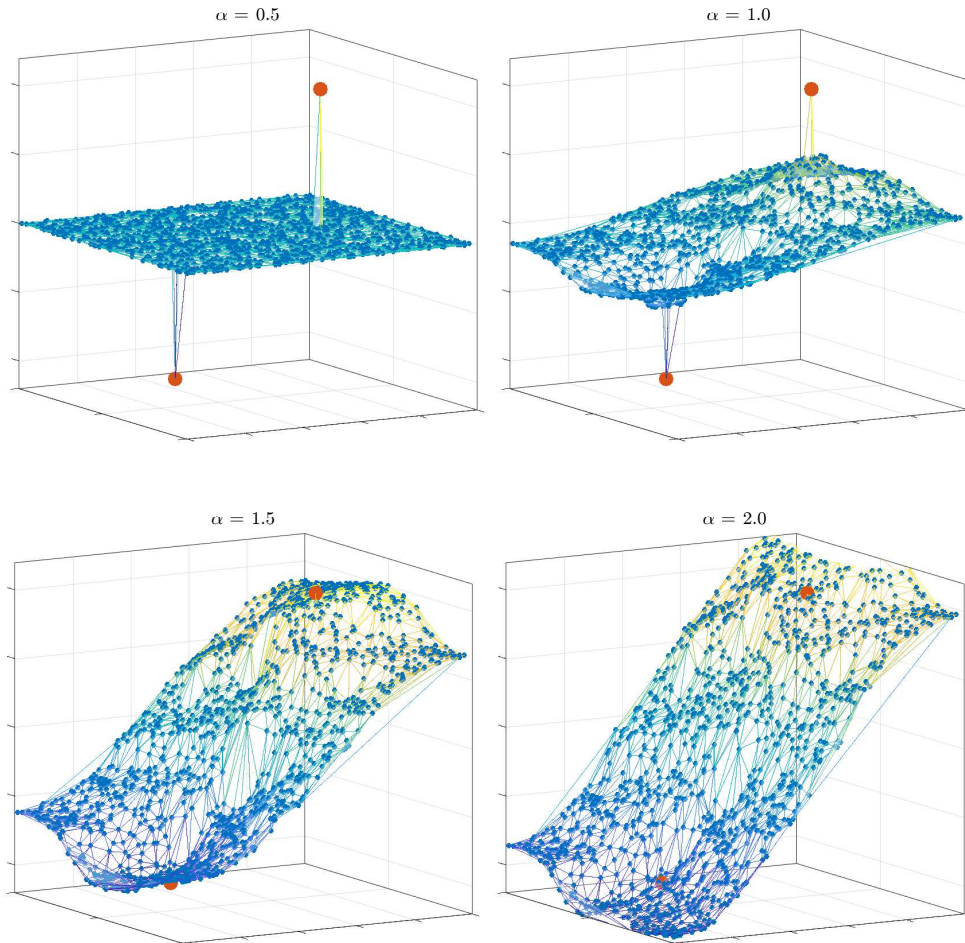 α = 0.5
α = 1.0
α = 1.5
α = 2.0